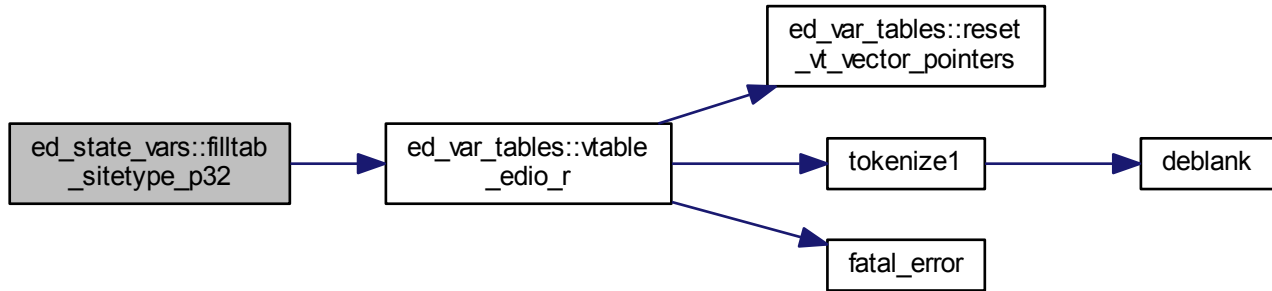 ed_var_tables::reset
_vt_vector_pointers
ed_state_vars::filltab
_sitetype_p32
ed_var_tables::vtable
_edio_r
tokenize1
deblank
fatal_error